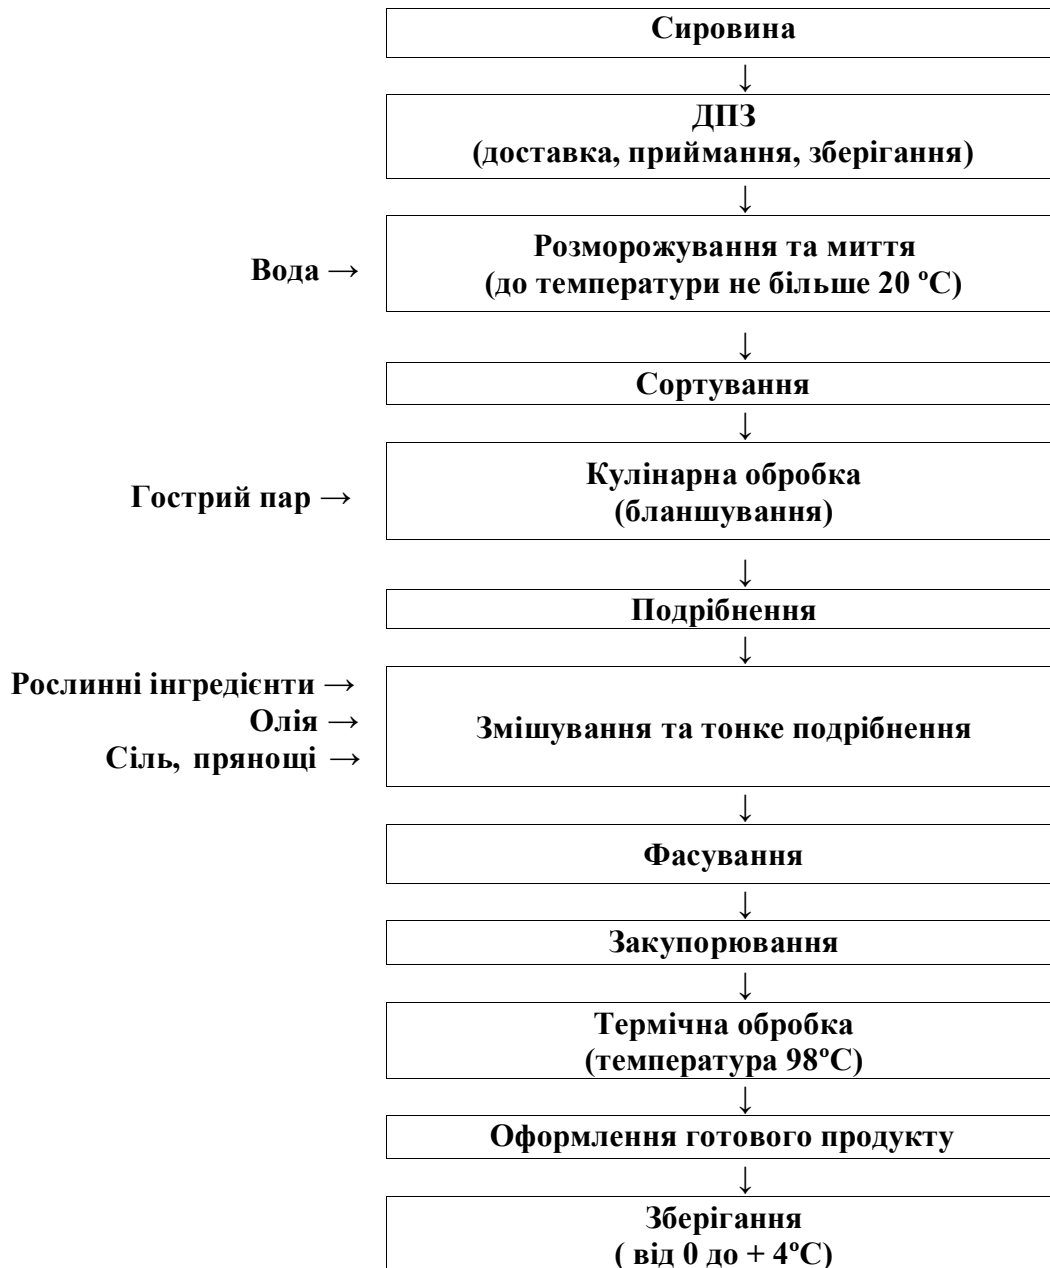 Сировина
↓
ДПЗ
(доставка, приймання, зберігання)
↓
Розморожування та миття
(до температури не більше 20 ºС)
Вода →
↓
Сортування
↓
Кулінарна обробка
(бланшування)
Гострий пар →
↓
Подрібнення
↓
Рослинні інгредієнти →
Олія →
Сіль, прянощі →
Змішування та тонке подрібнення
↓
Фасування
↓
Закупорювання
↓
Термічна обробка
(температура 98ºС)
↓
Оформлення готового продукту
↓
Зберігання
( від 0 до + 4ºС)